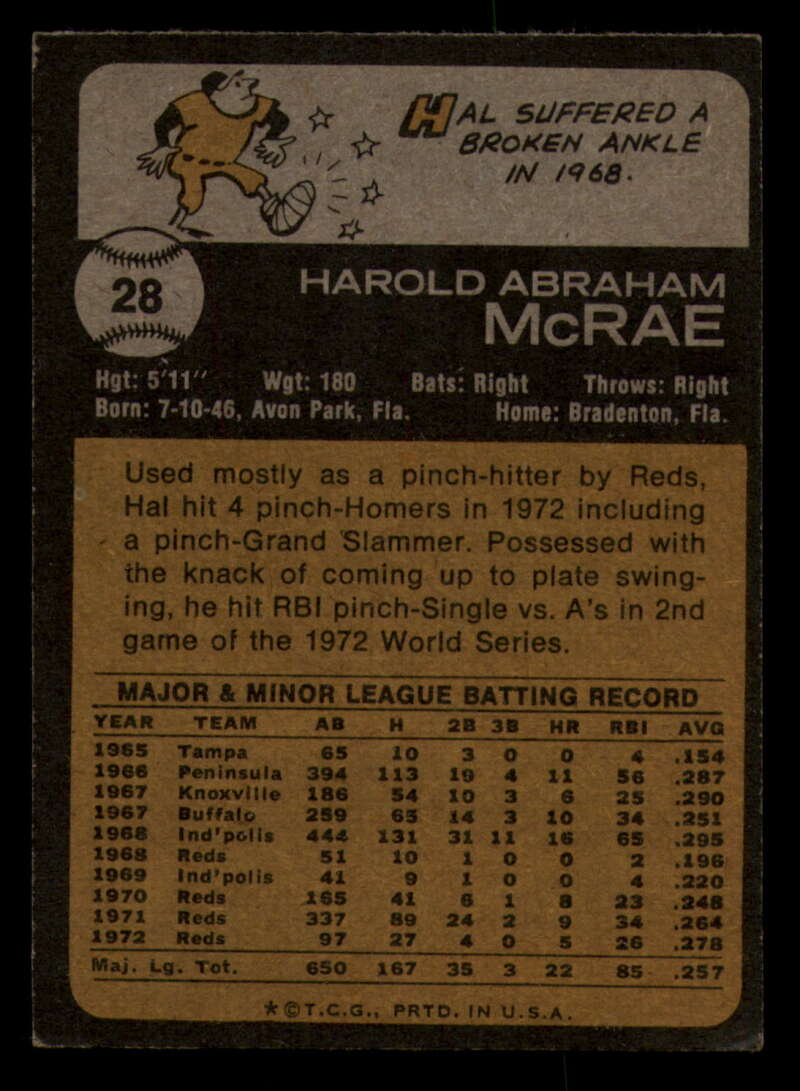 HAL SUFFERED A
BROKEN ANKLE
IN 1968.
28
HAROLD ABRAHAM
McRAE
Hgt: 5'11" Wgt: 180 Bats: Right Throws: Right
Born: 7-10-46, Avon Park, Fla. Home: Bradenton, Fla.
Used mostly as a pinch-hitter by Reds,
Hal hit 4 pinch-Homers in 1972 including
a pinch-Grand Slammer. Possessed with
the knack of coming up to plate swing-
ing, he hit RBI pinch-Single vs. A's in 2nd
game of the 1972 World Series.
MAJOR & MINOR LEAGUE BATTING RECORD
YEAR TEAM AB H 2B 3B HR RBI AVG
1965 Tampa 65 10 3 0 0 4 .154
1966 Peninsula 394 113 19 4 11 56 .287
1967 Knoxville 186 54 10 3 6 25 .290
1967 Buffalo 259 65 14 3 10 34 .251
1968 Ind'polis 444 131 31 11 16 65 .295
1968 Reds 51 10 1 0 0 2 .196
1969 Ind'polis 41 9 1 0 0 4 .220
1970 Reds 165 41 6 1 8 23 .248
1971 Reds 337 89 24 2 9 34 .264
1972 Reds 97 27 4 0 5 26 .278
Maj. Lg. Tot. 650 167 35 3 22 85 .257
*©T.C.G., PRTD. IN U.S.A.